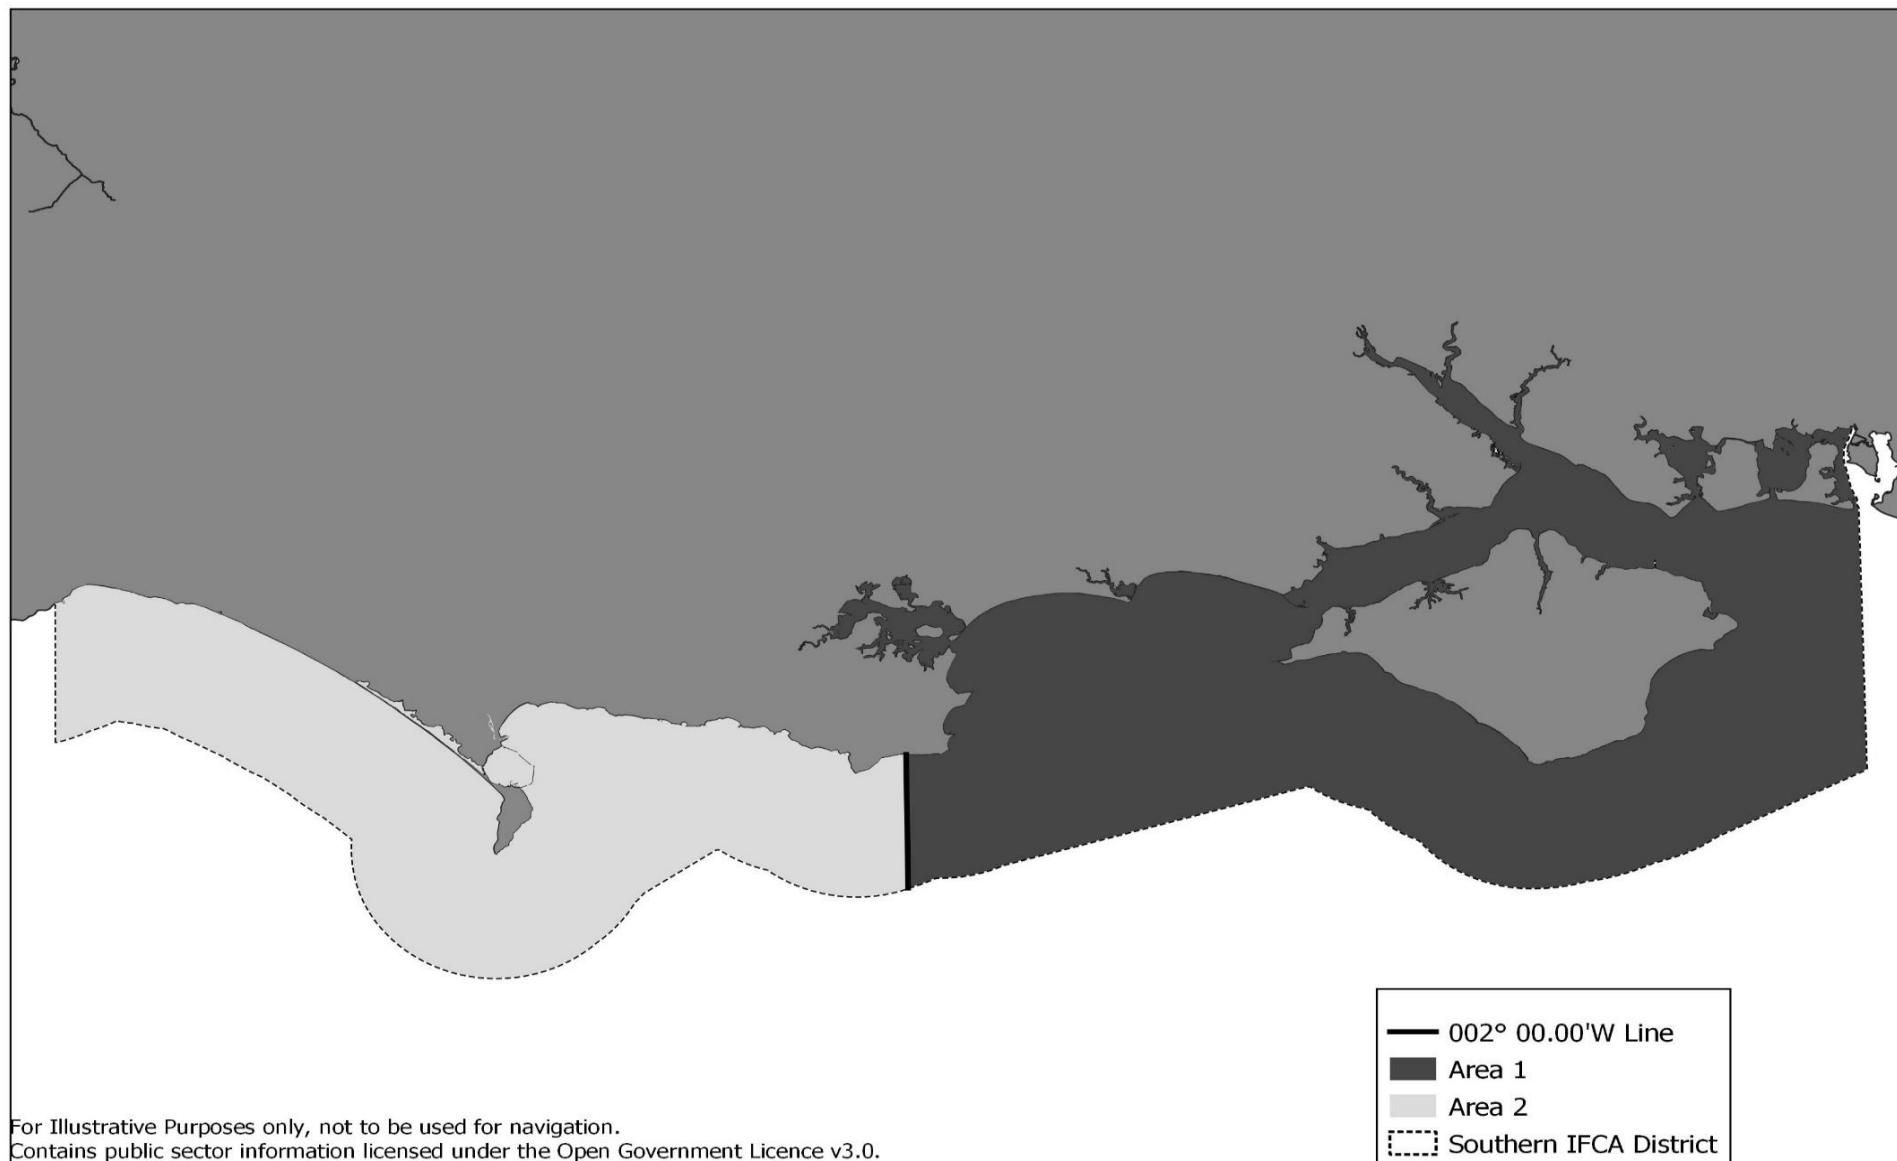 002° 00.00'W Line
Area 1
Area 2
Southern IFCA District
For Illustrative Purposes only, not to be used for navigation.
Contains public sector information licensed under the Open Government Licence v3.0.